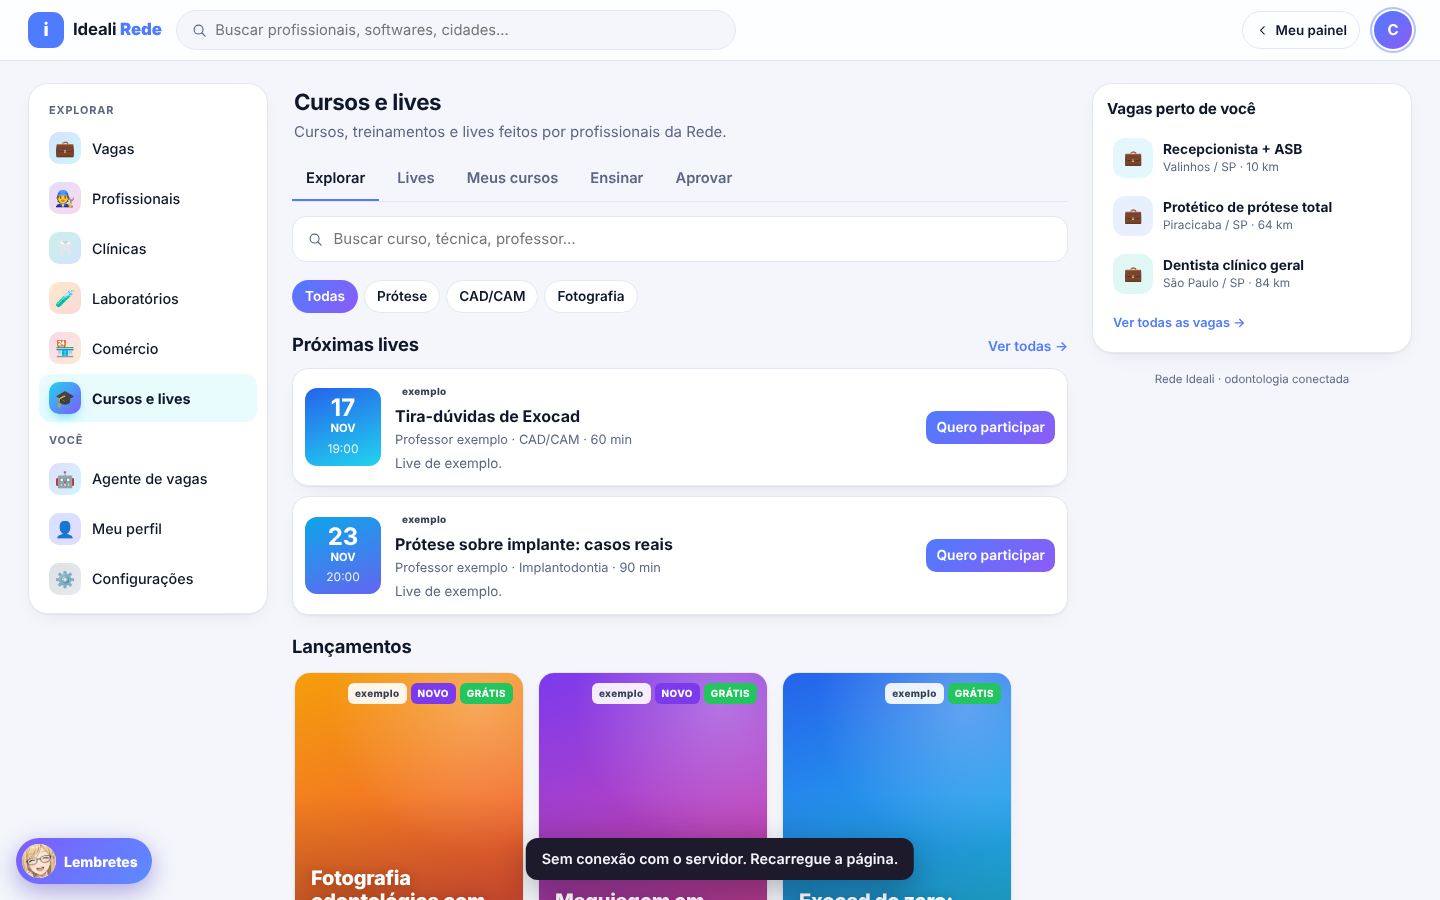 i
Ideali Rede
Buscar profissionais, softwares, cidades...
Meu painel
C
EXPLORAR
Vagas
Profissionais
Clínicas
Laboratórios
Comércio
Cursos e lives
VOCÊ
Agente de vagas
Meu perfil
Configurações
Cursos e lives
Cursos, treinamentos e lives feitos por profissionais da Rede.
Explorar
Lives
Meus cursos
Ensinar
Aprovar
Buscar curso, técnica, professor...
Todas
Prótese
CAD/CAM
Fotografia
Próximas lives
Ver todas →
17
NOV
19:00
exemplo
Tira-dúvidas de Exocad
Professor exemplo · CAD/CAM · 60 min
Live de exemplo.
Quero participar
23
NOV
20:00
exemplo
Prótese sobre implante: casos reais
Professor exemplo · Implantodontia · 90 min
Live de exemplo.
Quero participar
Lançamentos
exemplo
NOVO
GRÁTIS
Fotografia
odontológica com
exemplo
NOVO
GRÁTIS
Maquiagem em
exemplo
GRÁTIS
Exocad do zero:
Vagas perto de você
Recepcionista + ASB
Valinhos / SP · 10 km
Protético de prótese total
Piracicaba / SP · 64 km
Dentista clínico geral
São Paulo / SP · 84 km
Ver todas as vagas →
Rede Ideali · odontologia conectada
Lembretes
Sem conexão com o servidor. Recarregue a página.